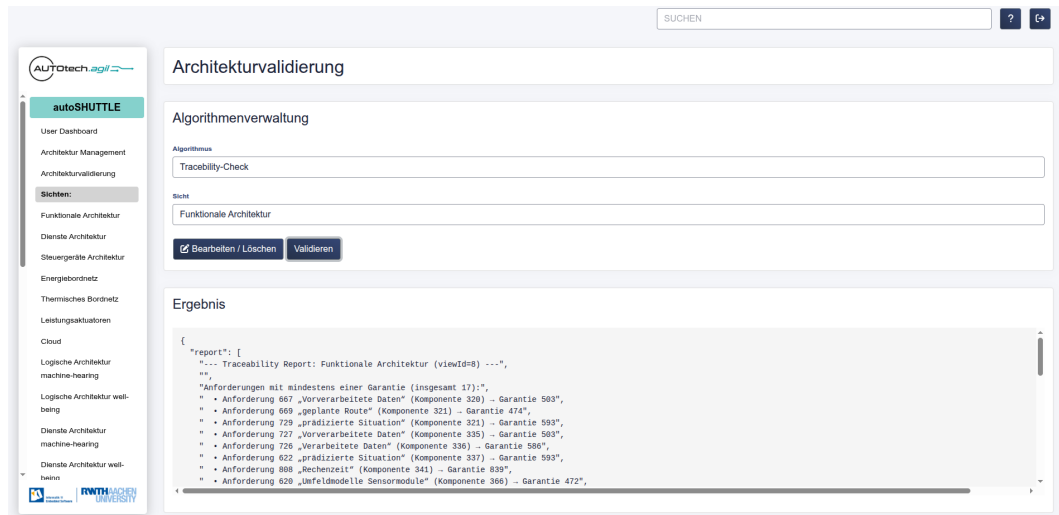 SUCHEN
?
AUTOtech.agil
autoSHUTTLE
User Dashboard
Architektur Management
Architekturvalidierung
Sichten:
Funktionale Architektur
Dienste Architektur
Steuergeräte Architektur
Energiebordnetz
Thermisches Bordnetz
Leistungsaktuatoren
Cloud
Logische Architektur
machine-hearing
Logische Architektur well-
being
Dienste Architektur
machine-hearing
Dienste Architektur well-
being
RWTHAACHEN
UNIVERSITY
Architekturvalidierung
Algorithmenverwaltung
Algorithmus
Tracebility-Check
Sicht
Funktionale Architektur
Bearbeiten / Löschen
Validieren
Ergebnis
{
"report": [
"--- Traceability Report: Funktionale Architektur (viewId=8) ---",
"",
"Anforderungen mit mindestens einer Garantie (insgesamt 17):",
" • Anforderung 667 „Vorverarbeitete Daten“ (Komponente 320) → Garantie 503",
" • Anforderung 669 „geplante Route“ (Komponente 321) → Garantie 474",
" • Anforderung 729 „prädizierte Situation“ (Komponente 321) → Garantie 593",
" • Anforderung 727 „Vorverarbeitete Daten“ (Komponente 335) → Garantie 503",
" • Anforderung 726 „Verarbeitete Daten“ (Komponente 336) → Garantie 586",
" • Anforderung 622 „prädizierte Situation“ (Komponente 337) → Garantie 593",
" • Anforderung 808 „Rechenzeit“ (Komponente 341) → Garantie 839",
" • Anforderung 620 „Umfeldmodelle Sensormodule“ (Komponente 366) → Garantie 472",